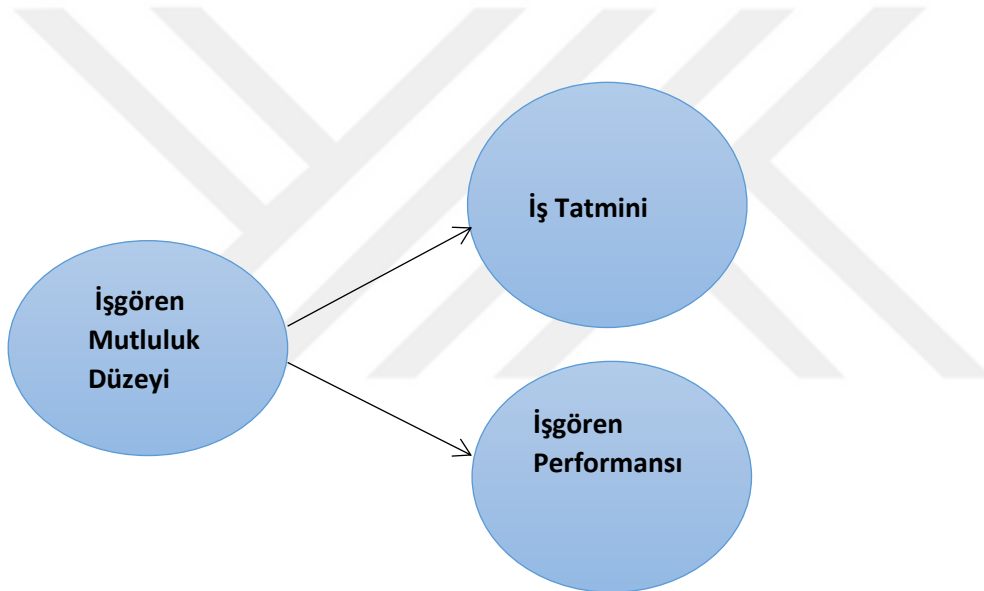 İş Tatmini
İşgören
Mutluluk
Düzeyi
İşgören
Performansı